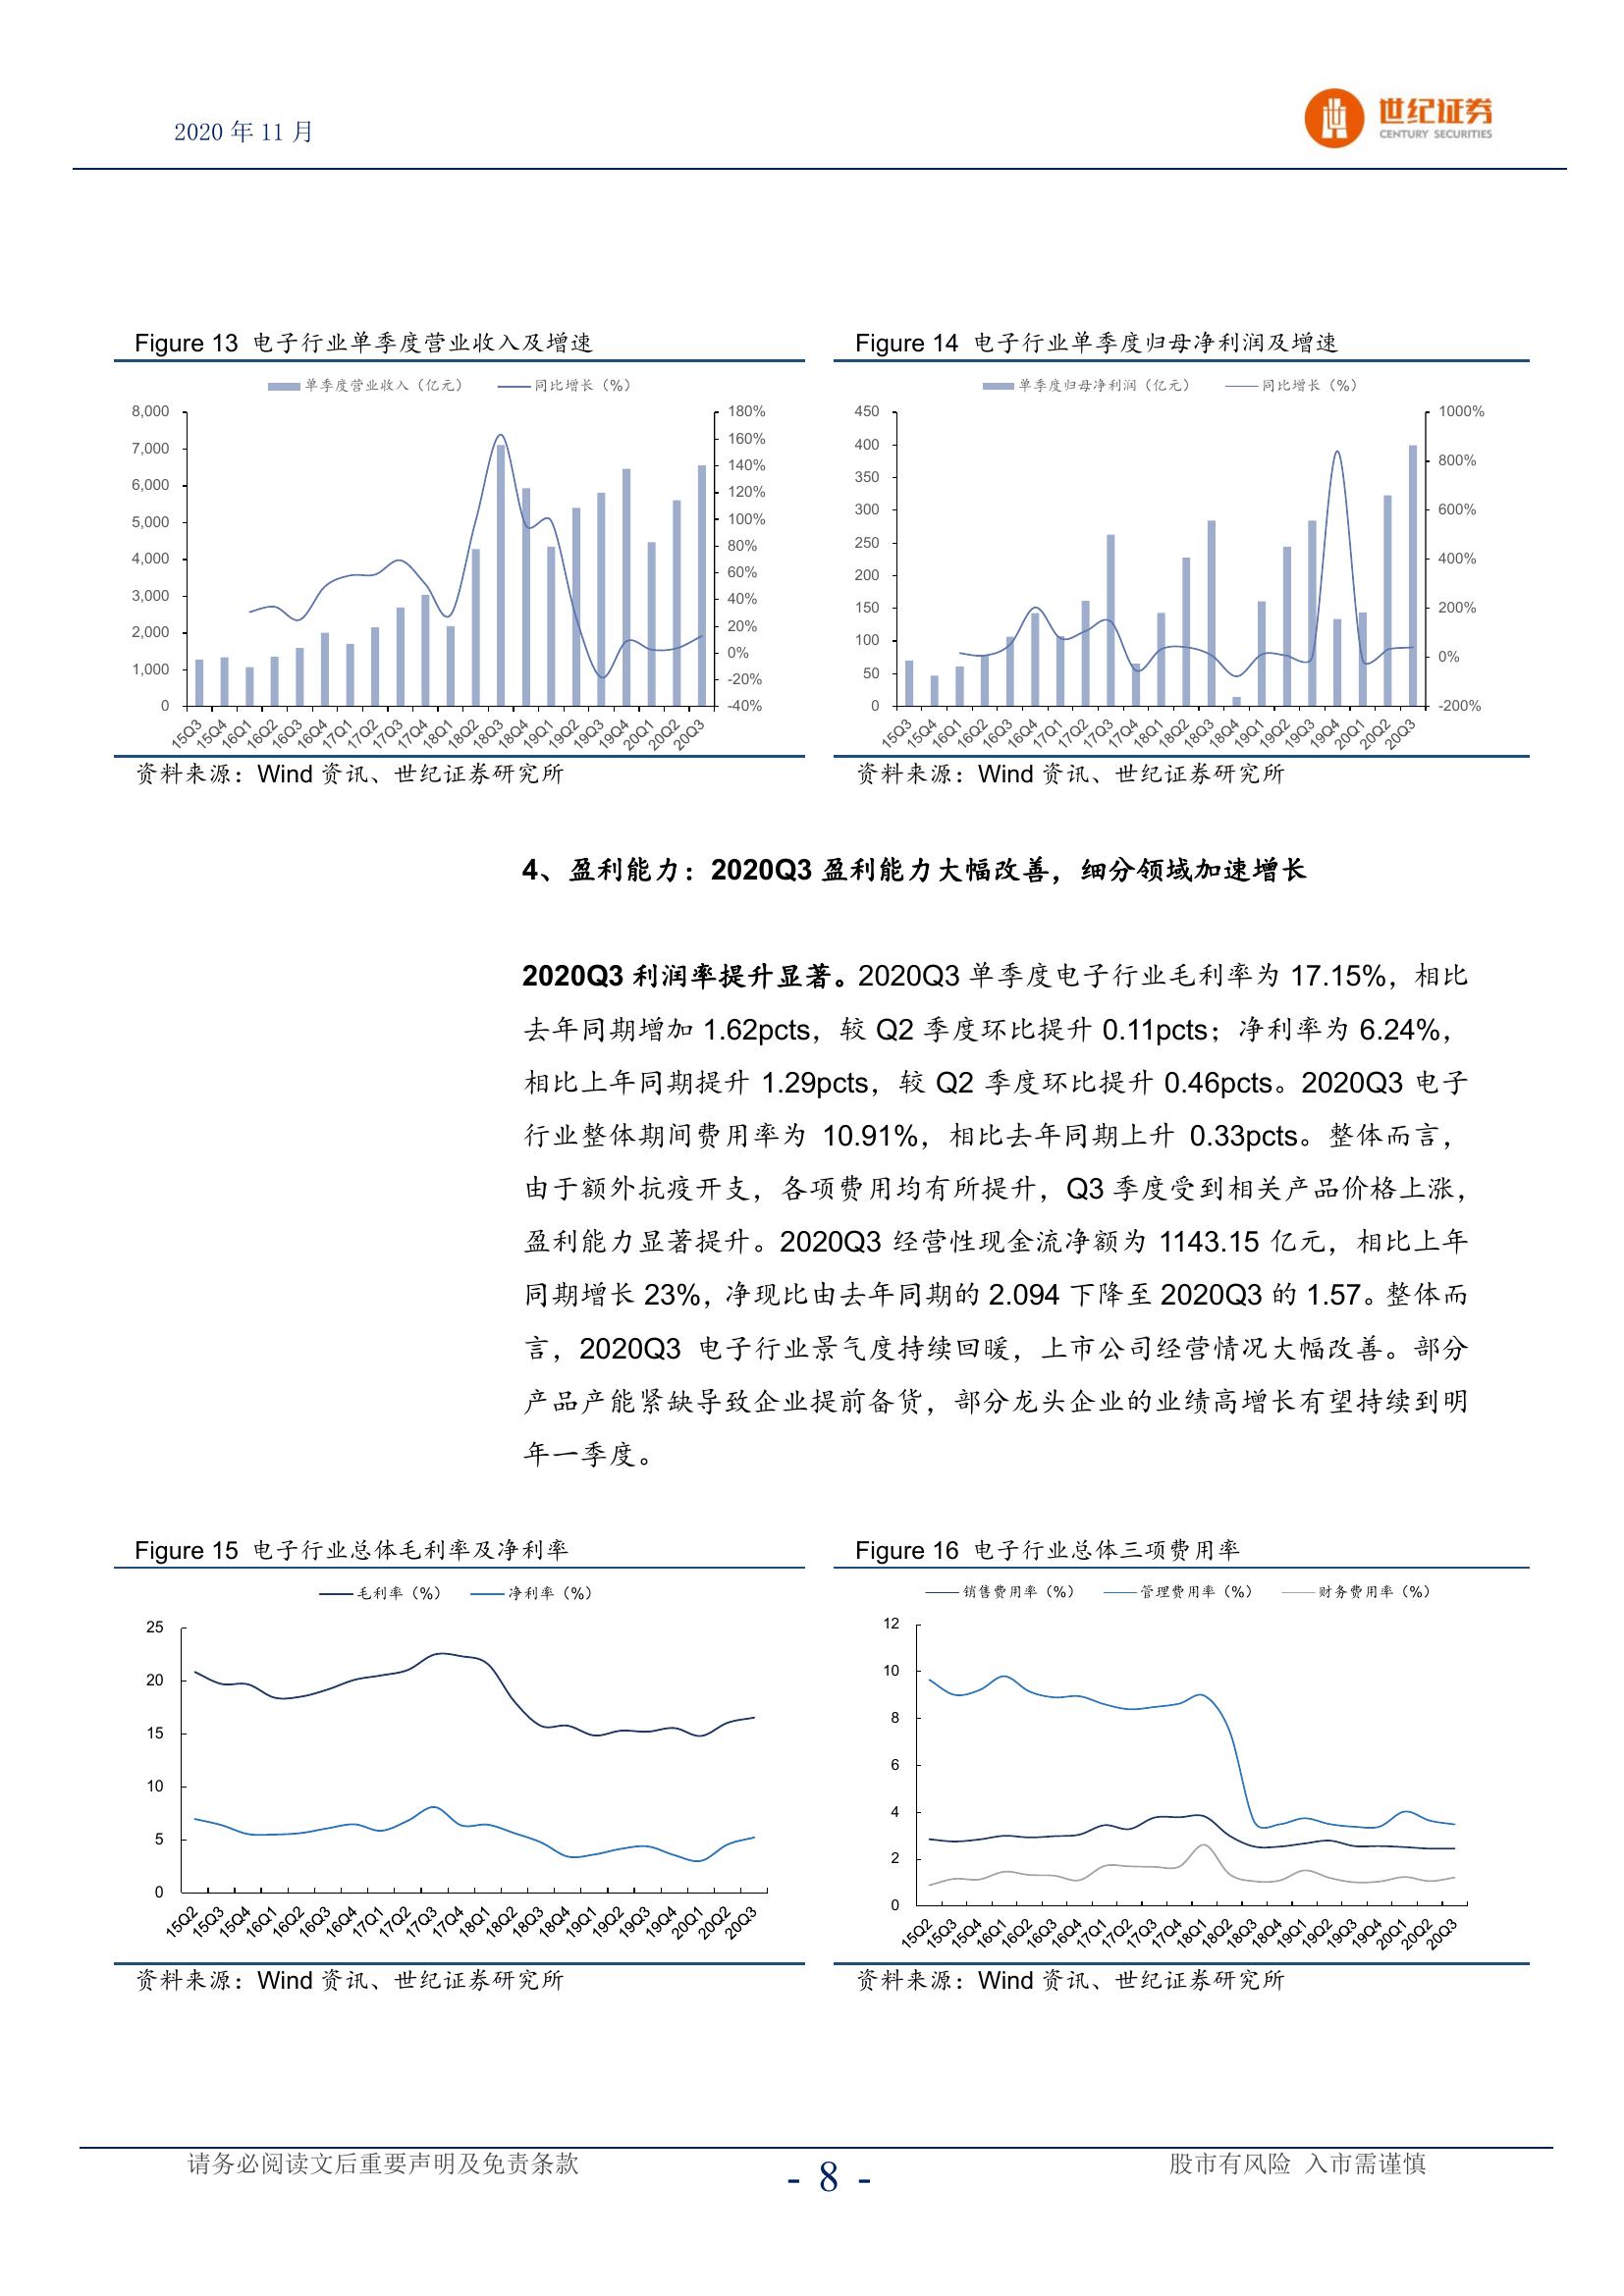 2020 年 11 月
世纪证券
CENTURY SECURITIES
Figure 13 电子行业单季度营业收入及增速
单季度营业收入（亿元） 同比增长（%）
8,000
7,000
6,000
5,000
4,000
3,000
2,000
1,000
0
180%
160%
140%
120%
100%
80%
60%
40%
20%
0%
-20%
-40%
15Q3 15Q4 16Q1 16Q2 16Q3 16Q4 17Q1 17Q2 17Q3 17Q4 18Q1 18Q2 18Q3 18Q4 19Q1 19Q2 19Q3 19Q4 20Q1 20Q2 20Q3
资料来源：Wind 资讯、世纪证券研究所
Figure 14 电子行业单季度归母净利润及增速
单季度归母净利润（亿元） 同比增长（%）
450
400
350
300
250
200
150
100
50
0
1000%
800%
600%
400%
200%
0%
-200%
15Q3 15Q4 16Q1 16Q2 16Q3 16Q4 17Q1 17Q2 17Q3 17Q4 18Q1 18Q2 18Q3 18Q4 19Q1 19Q2 19Q3 19Q4 20Q1 20Q2 20Q3
资料来源：Wind 资讯、世纪证券研究所
4、盈利能力：2020Q3 盈利能力大幅改善，细分领域加速增长
2020Q3 利润率提升显著。2020Q3 单季度电子行业毛利率为 17.15%，相比
去年同期增加 1.62pcts，较 Q2 季度环比提升 0.11pcts；净利率为 6.24%，
相比上年同期提升 1.29pcts，较 Q2 季度环比提升 0.46pcts。2020Q3 电子
行业整体期间费用率为 10.91%，相比去年同期上升 0.33pcts。整体而言，
由于额外抗疫开支，各项费用均有所提升，Q3 季度受到相关产品价格上涨，
盈利能力显著提升。2020Q3 经营性现金流净额为 1143.15 亿元，相比上年
同期增长 23%，净现比由去年同期的 2.094 下降至 2020Q3 的 1.57。整体而
言，2020Q3 电子行业景气度持续回暖，上市公司经营情况大幅改善。部分
产品产能紧缺导致企业提前备货，部分龙头企业的业绩高增长有望持续到明
年一季度。
Figure 15 电子行业总体毛利率及净利率
毛利率（%） 净利率（%）
25
20
15
10
5
0
15Q2 15Q3 15Q4 16Q1 16Q2 16Q3 16Q4 17Q1 17Q2 17Q3 17Q4 18Q1 18Q2 18Q3 18Q4 19Q1 19Q2 19Q3 19Q4 20Q1 20Q2 20Q3
资料来源：Wind 资讯、世纪证券研究所
Figure 16 电子行业总体三项费用率
销售费用率（%） 管理费用率（%） 财务费用率（%）
12
10
8
6
4
2
0
15Q2 15Q3 15Q4 16Q1 16Q2 16Q3 16Q4 17Q1 17Q2 17Q3 17Q4 18Q1 18Q2 18Q3 18Q4 19Q1 19Q2 19Q3 19Q4 20Q1 20Q2 20Q3
资料来源：Wind 资讯、世纪证券研究所
请务必阅读文后重要声明及免责条款
- 8 -
股市有风险 入市需谨慎